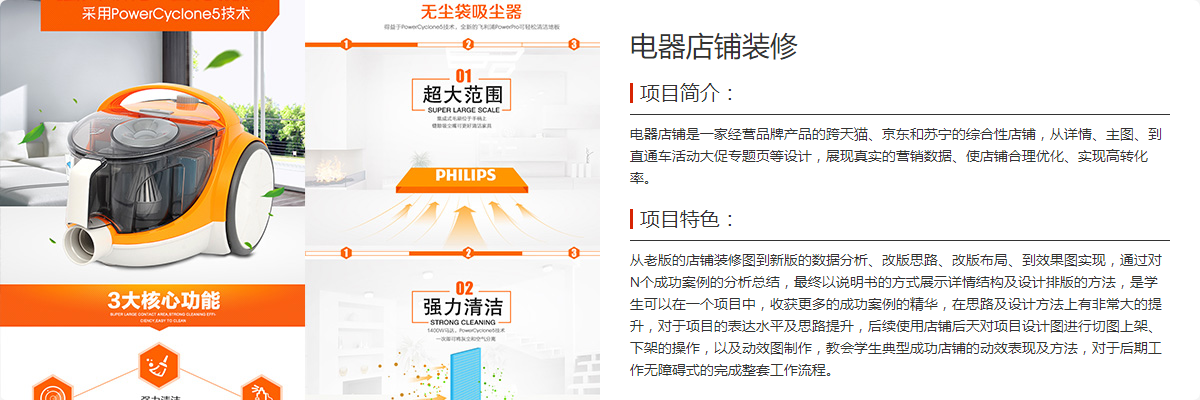 采用PowerCyclone5技术
3大核心功能
SUPER LARGE CONTACT AREA,STRONG CLEANING EFFI-
CIENCY,EASY TO CLEAN
强力清洁
无尘袋吸尘器
得益于PowerCyclone5技术，全新的飞利浦PowerPro可轻松清洁地板
1 2 3
01
超大范围
SUPER LARGE SCALE
PHILIPS
1 2 3
02
强力清洁
STRONG CLEANING
1400W马达，PowerCyclone5技术
一次即可将灰尘和空气分离
电器店铺装修
项目简介：
电器店铺是一家经营品牌产品的跨天猫、京东和苏宁的综合性店铺，从详情、主图、到
直通车活动大促专题页等设计，展现真实的营销数据、使店铺合理优化、实现高转化
率。
项目特色：
从老版的店铺装修图到新版的数据分析、改版思路、改版布局、到效果图实现，通过对
N个成功案例的分析总结，最终以说明书的方式展示详情结构及设计排版的方法，是学
生可以在一个项目中，收获更多的成功案例的精华，在思路及设计方法上有非常大的提
升，对于项目的表达水平及思路提升，后续使用店铺后天对项目设计图进行切图上架、
下架的操作，以及动效图制作，教会学生典型成功店铺的动效表现及方法，对于后期工
作无障碍式的完成整套工作流程。